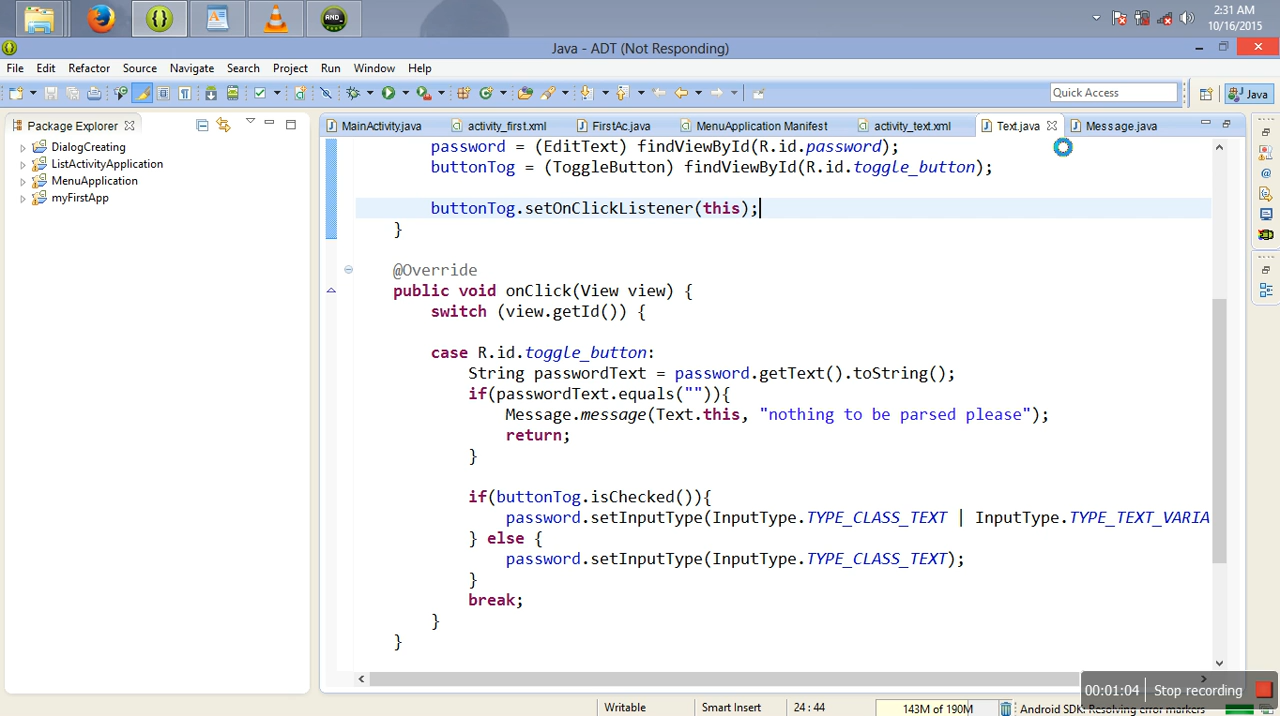 AND_
2:31 AM
10/16/2015
Java - ADT (Not Responding)
File Edit Refactor Source Navigate Search Project Run Window Help
Quick Access
Java
Package Explorer
MainActivity.java activity_first.xml FirstAc.java MenuApplication Manifest activity_text.xml Text.java Message.java
DialogCreating
ListActivityApplication
MenuApplication
myFirstApp
password = (EditText) findViewById(R.id.password);
buttonTog = (ToggleButton) findViewById(R.id.toggle_button);
buttonTog.setOnClickListener(this);
}
@Override
public void onClick(View view) {
switch (view.getId()) {
case R.id.toggle_button:
String passwordText = password.getText().toString();
if(passwordText.equals("")){
Message.message(Text.this, "nothing to be parsed please");
return;
}
if(buttonTog.isChecked()){
password.setInputType(InputType.TYPE_CLASS_TEXT | InputType.TYPE_TEXT_VARIA
} else {
password.setInputType(InputType.TYPE_CLASS_TEXT);
}
break;
}
}
00:01:04 Stop recording
Writable Smart Insert 24 : 44 143M of 190M Android SDK: Resolving error markers